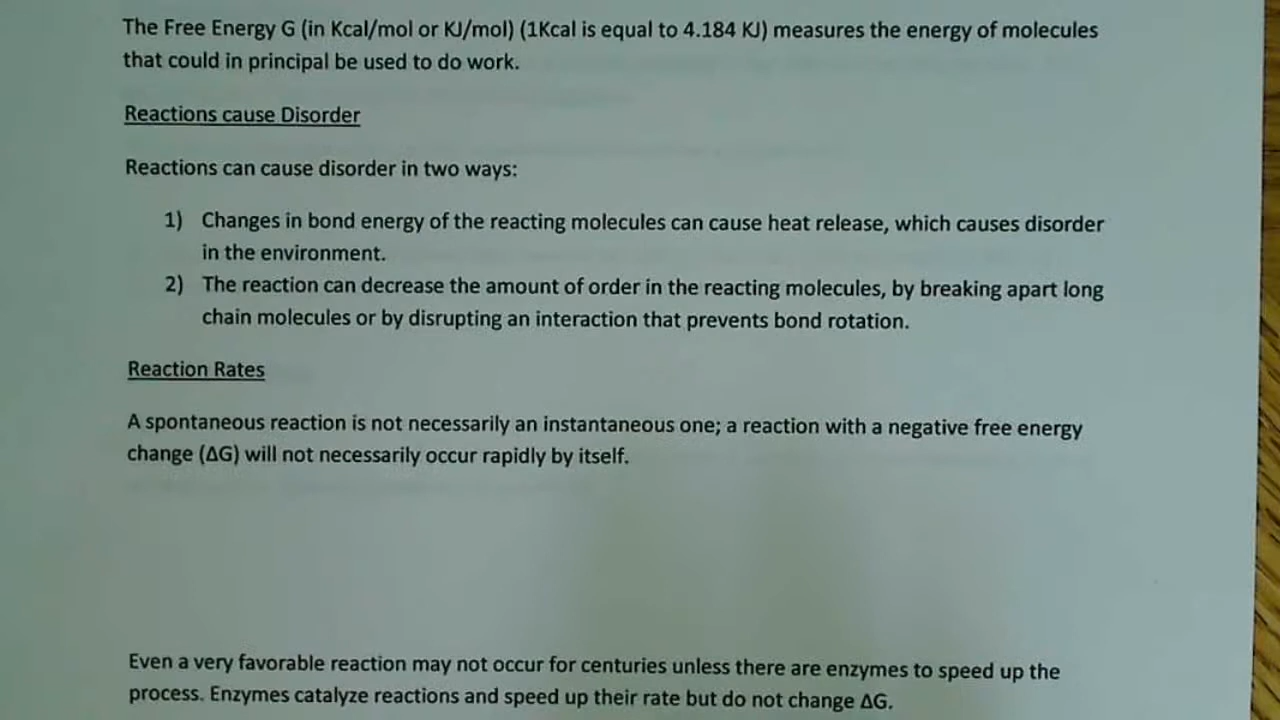 The Free Energy G (in Kcal/mol or KJ/mol) (1Kcal is equal to 4.184 KJ) measures the energy of molecules
that could in principal be used to do work.
Reactions cause Disorder
Reactions can cause disorder in two ways:
1) Changes in bond energy of the reacting molecules can cause heat release, which causes disorder
in the environment.
2) The reaction can decrease the amount of order in the reacting molecules, by breaking apart long
chain molecules or by disrupting an interaction that prevents bond rotation.
Reaction Rates
A spontaneous reaction is not necessarily an instantaneous one; a reaction with a negative free energy
change (ΔG) will not necessarily occur rapidly by itself.
Even a very favorable reaction may not occur for centuries unless there are enzymes to speed up the
process. Enzymes catalyze reactions and speed up their rate but do not change ΔG.